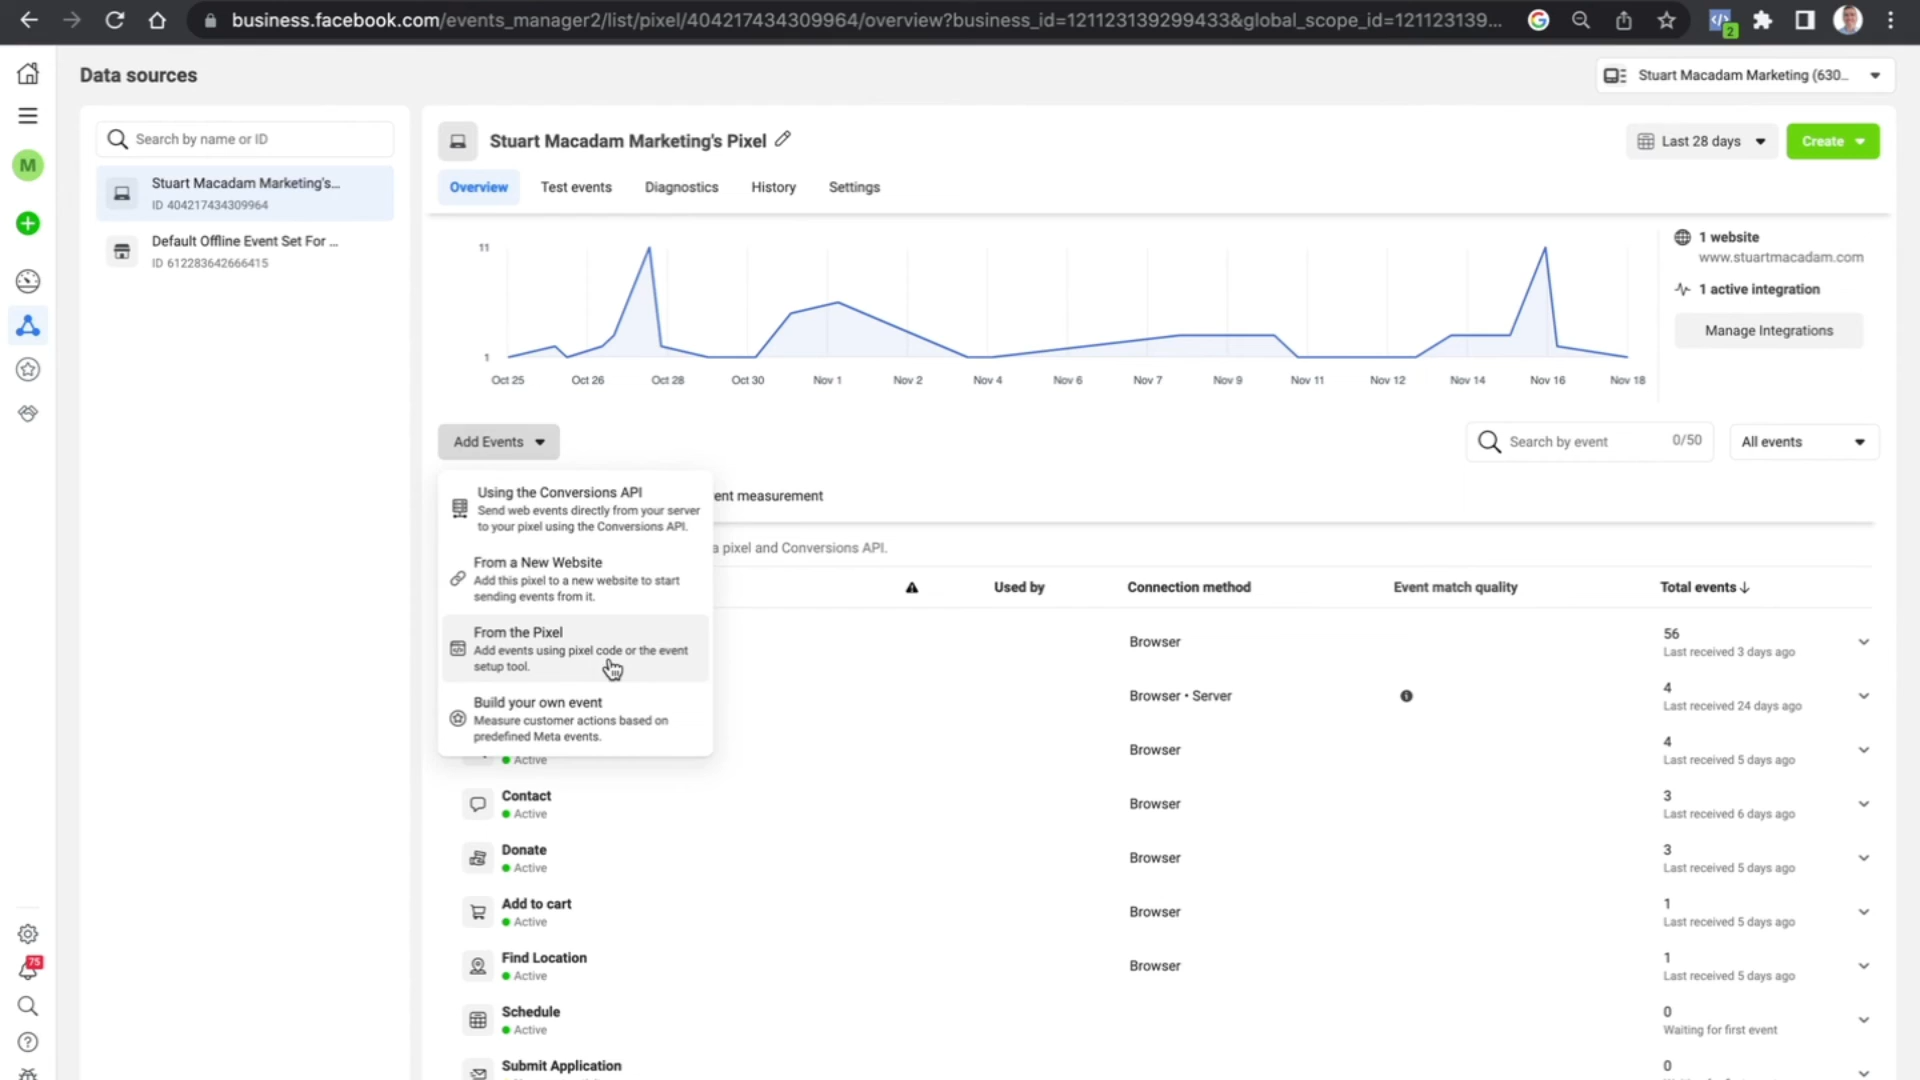 business.facebook.com/events_manager2/list/pixel/404217434309964/overview?business_id=121123139299433&global_scope_id=121123139...
2
Data sources
Stuart Macadam Marketing (630...
Search by name or ID
M
Stuart Macadam Marketing's...
ID 404217434309964
Default Offline Event Set For ...
ID 612283642666415
Stuart Macadam Marketing's Pixel
Last 28 days
Create
Overview
Test events
Diagnostics
History
Settings
11
1
Oct 25
Oct 26
Oct 28
Oct 30
Nov 1
Nov 2
Nov 4
Nov 6
Nov 7
Nov 9
Nov 11
Nov 12
Nov 14
Nov 16
Nov 18
1 website
www.stuartmacadam.com
1 active integration
Manage Integrations
Add Events
Search by event
0/50
All events
Using the Conversions API
Send web events directly from your server
to your pixel using the Conversions API.
From a New Website
Add this pixel to a new website to start
sending events from it.
From the Pixel
Add events using pixel code or the event
setup tool.
Build your own event
Measure customer actions based on
predefined Meta events.
ent measurement
a pixel and Conversions API.
Used by
Connection method
Event match quality
Total events
Browser
56
Last received 3 days ago
Browser • Server
4
Last received 24 days ago
Active
Browser
4
Last received 5 days ago
Contact
Active
Browser
3
Last received 6 days ago
Donate
Active
Browser
3
Last received 5 days ago
Add to cart
Active
Browser
1
Last received 5 days ago
Find Location
Active
Browser
1
Last received 5 days ago
Schedule
Active
0
Waiting for first event
Submit Application
0
75